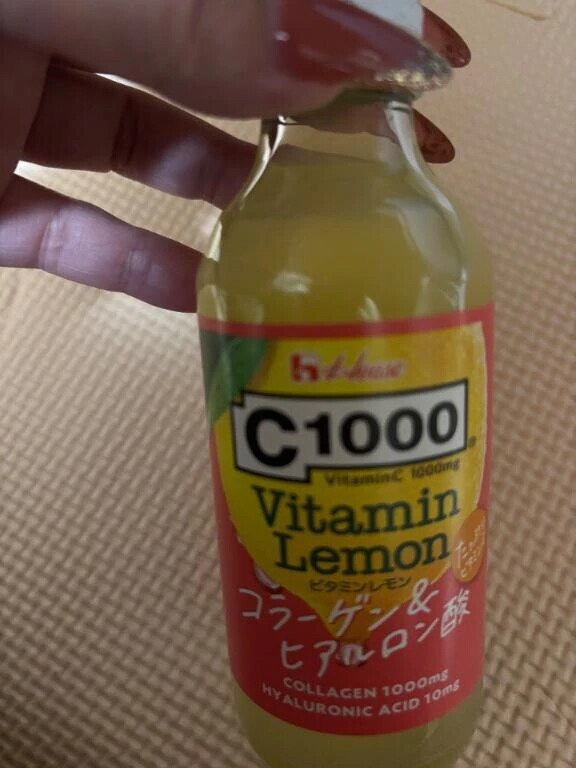 House
C1000
VitaminC 1000mg
Vitamin
Lemon
ビタミンレモン
コラーゲン&
ヒアルロン酸
COLLAGEN 1000mg
HYALURONIC ACID 10mg